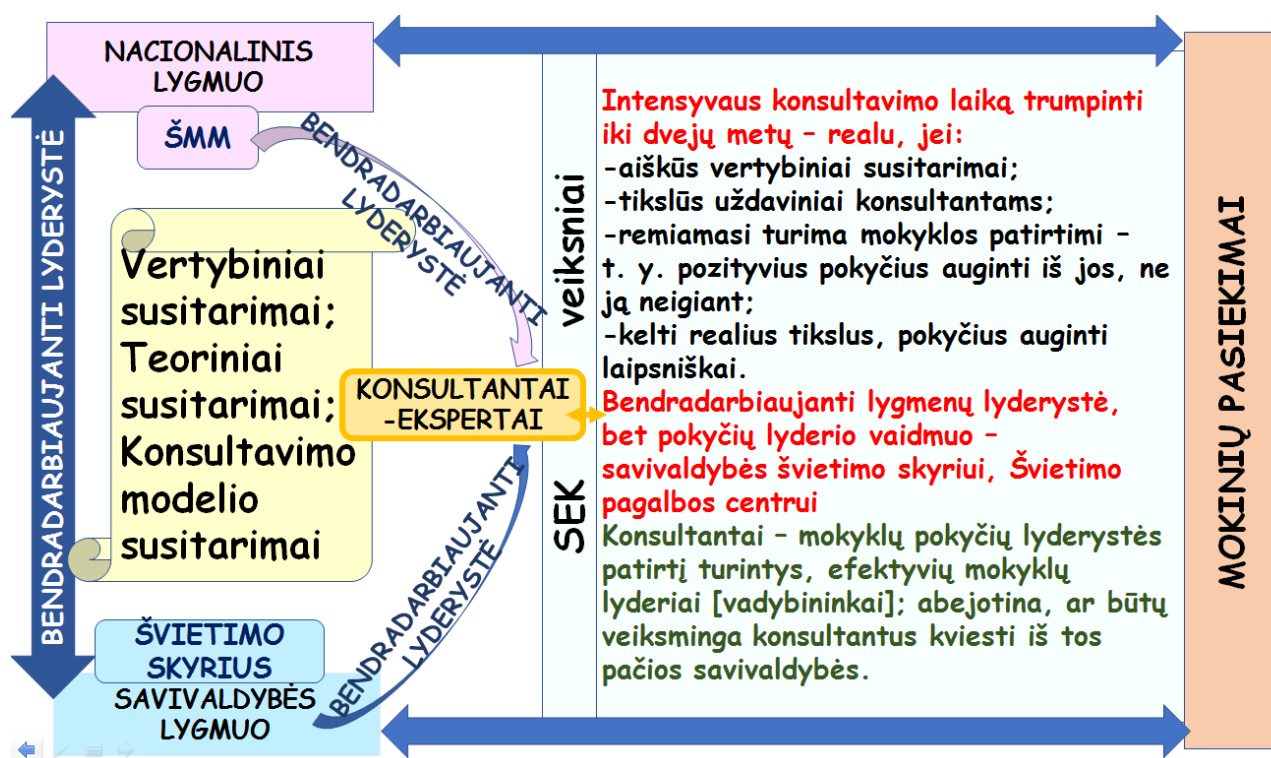 NACIONALINIS
LYGMUO
ŠMM
BENDRADARBIAUJANTI LYDERYSTĖ
BENDRADARBIAUJANTI
LYDERYSTĖ
Vertybiniai
susitarimai;
Teoriniai
susitarimai;
Konsultavimo
modelio
susitarimai
KONSULTANTAI
-EKSPERTAI
BENDRADARBIAUJANTI
LYDERYSTĖ
ŠVIETIMO
SKYRIUS
SAVIVALDYBĖS
LYGMUO
SEK veiksniai
Intensyvaus konsultavimo laiką trumpinti
iki dvejų metų – realu, jei:
-aiškūs vertybiniai susitarimai;
-tikslūs uždaviniai konsultantams;
-remiamasi turima mokyklos patirtimi –
t. y. pozityvius pokyčius auginti iš jos, ne
ją neigiant;
-kelti realius tikslus, pokyčius auginti
laipsniškai.
Bendradarbiaujanti lygmenų lyderystė,
bet pokyčių lyderio vaidmuo –
savivaldybės švietimo skyriui, Švietimo
pagalbos centrui
Konsultantai – mokyklų pokyčių lyderystės
patirtį turintys, efektyvių mokyklų
lyderiai [vadybininkai]; abejotina, ar būtų
veiksminga konsultantus kviesti iš tos
pačios savivaldybės.
MOKINIŲ PASIEKIMAI